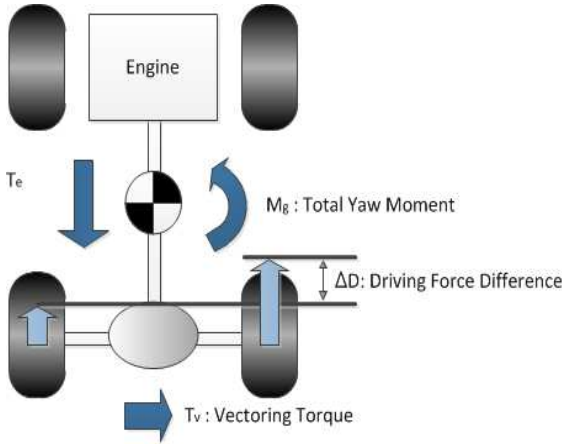 Engine
Te
Mg : Total Yaw Moment
ΔD: Driving Force Difference
Tv : Vectoring Torque